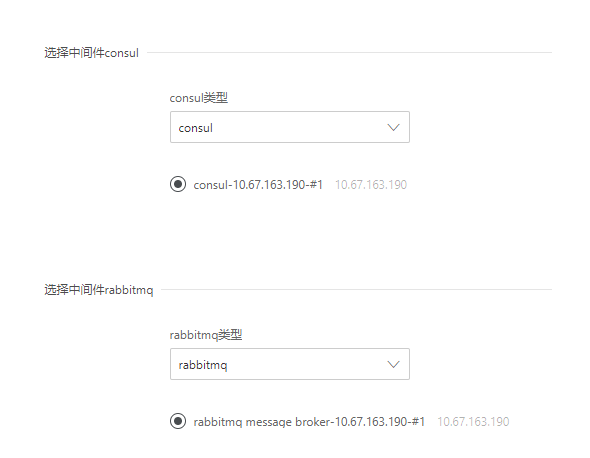 选择中间件consul
consul类型
consul
consul-10.67.163.190-#1 10.67.163.190
选择中间件rabbitmq
rabbitmq类型
rabbitmq
rabbitmq message broker-10.67.163.190-#1 10.67.163.190